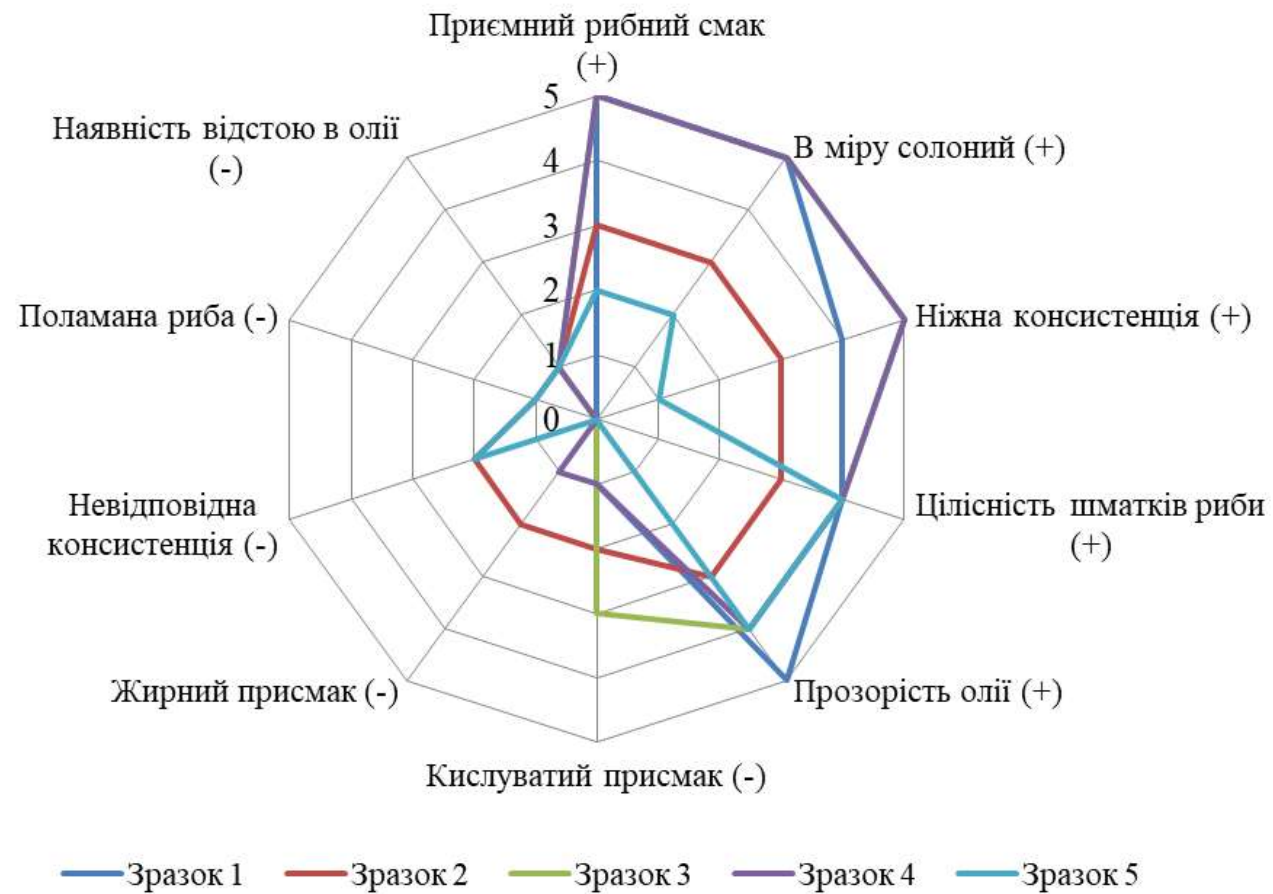 Приємний рибний смак
(+)
Наявність відстою в олії
(-)
В міру солоний (+)
Поламана риба (-)
Ніжна консистенція (+)
Невідповідна
консистенція (-)
Цілісність шматків риби
(+)
Жирний присмак (-)
Прозорість олії (+)
Кислуватий присмак (-)
5
4
3
2
1
0
Зразок 1
Зразок 2
Зразок 3
Зразок 4
Зразок 5